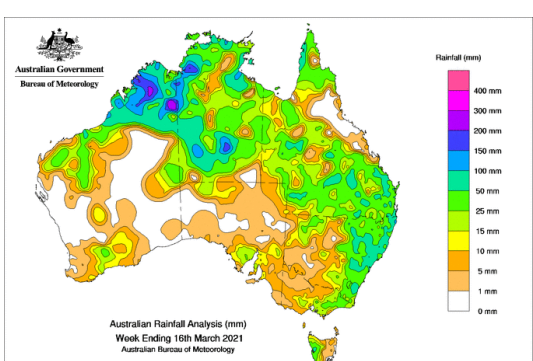 Australian Government
Bureau of Meteorology
Rainfall (mm)
400 mm
300 mm
200 mm
150 mm
100 mm
50 mm
25 mm
15 mm
10 mm
5 mm
1 mm
0 mm
Australian Rainfall Analysis (mm)
Week Ending 16th March 2021
Australian Bureau of Meteorology